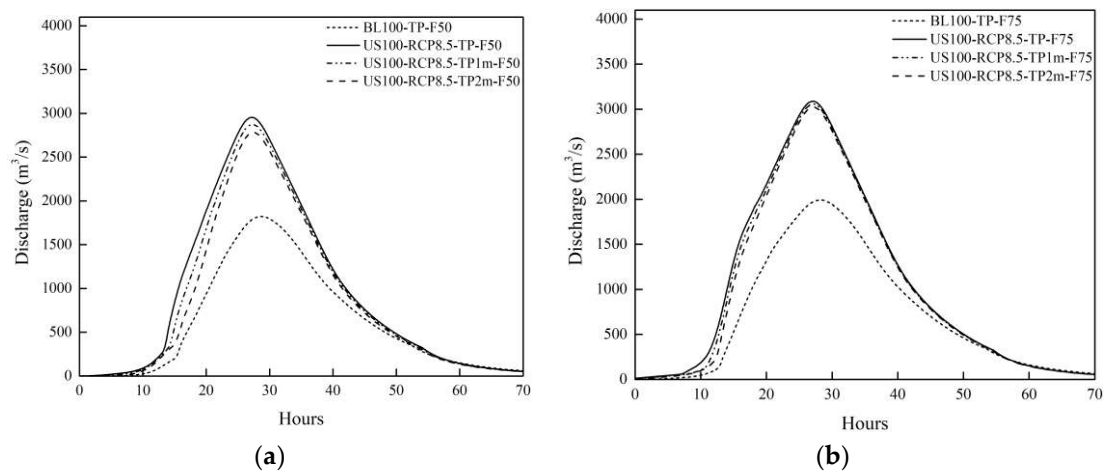 4000
3500
3000
2500
2000
1500
1000
500
0
Discharge (m³/s)
BL100-TP-F50
US100-RCP8.5-TP-F50
US100-RCP8.5-TP1m-F50
US100-RCP8.5-TP2m-F50
0 10 20 30 40 50 60 70
Hours
(a)
4000
3500
3000
2500
2000
1500
1000
500
0
Discharge (m³/s)
BL100-TP-F75
US100-RCP8.5-TP-F75
US100-RCP8.5-TP1m-F75
US100-RCP8.5-TP2m-F75
0 10 20 30 40 50 60 70
Hours
(b)